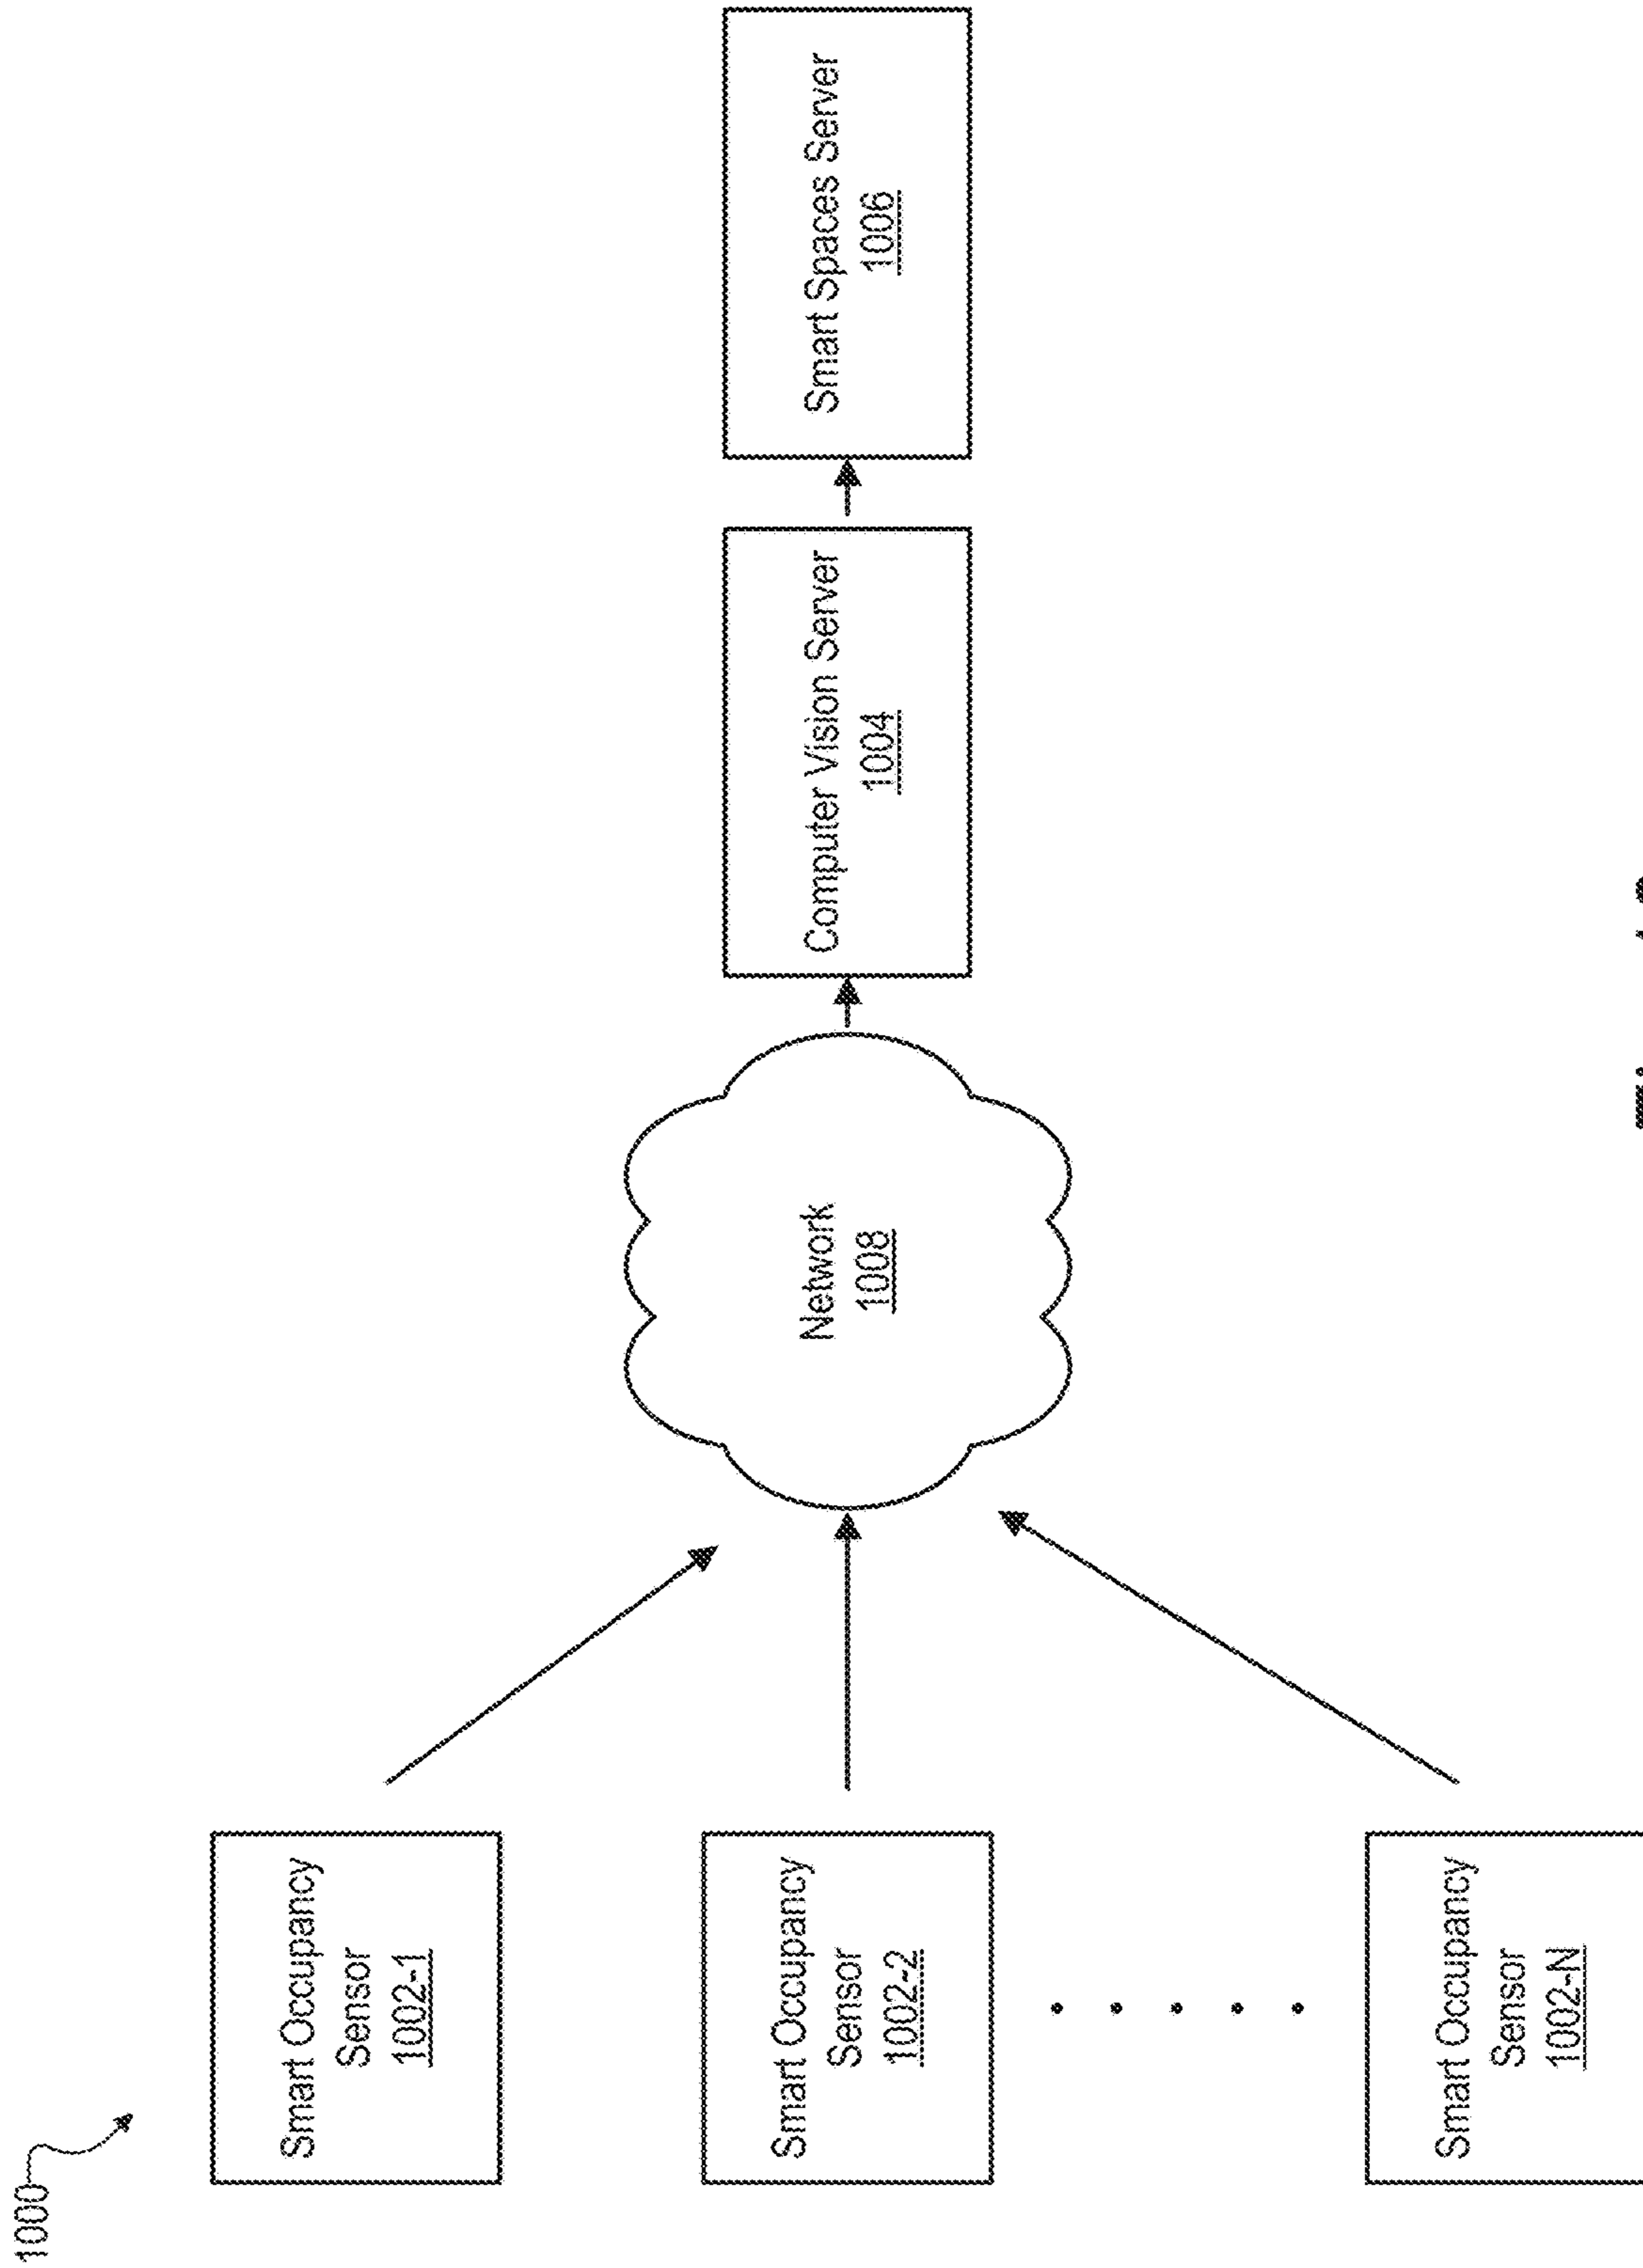 1000
Smart Occupancy
Sensor
1002-1
Smart Occupancy
Sensor
1002-2
Smart Occupancy
Sensor
1002-N
Network
1008
Computer Vision Server
1004
Smart Spaces Server
1006